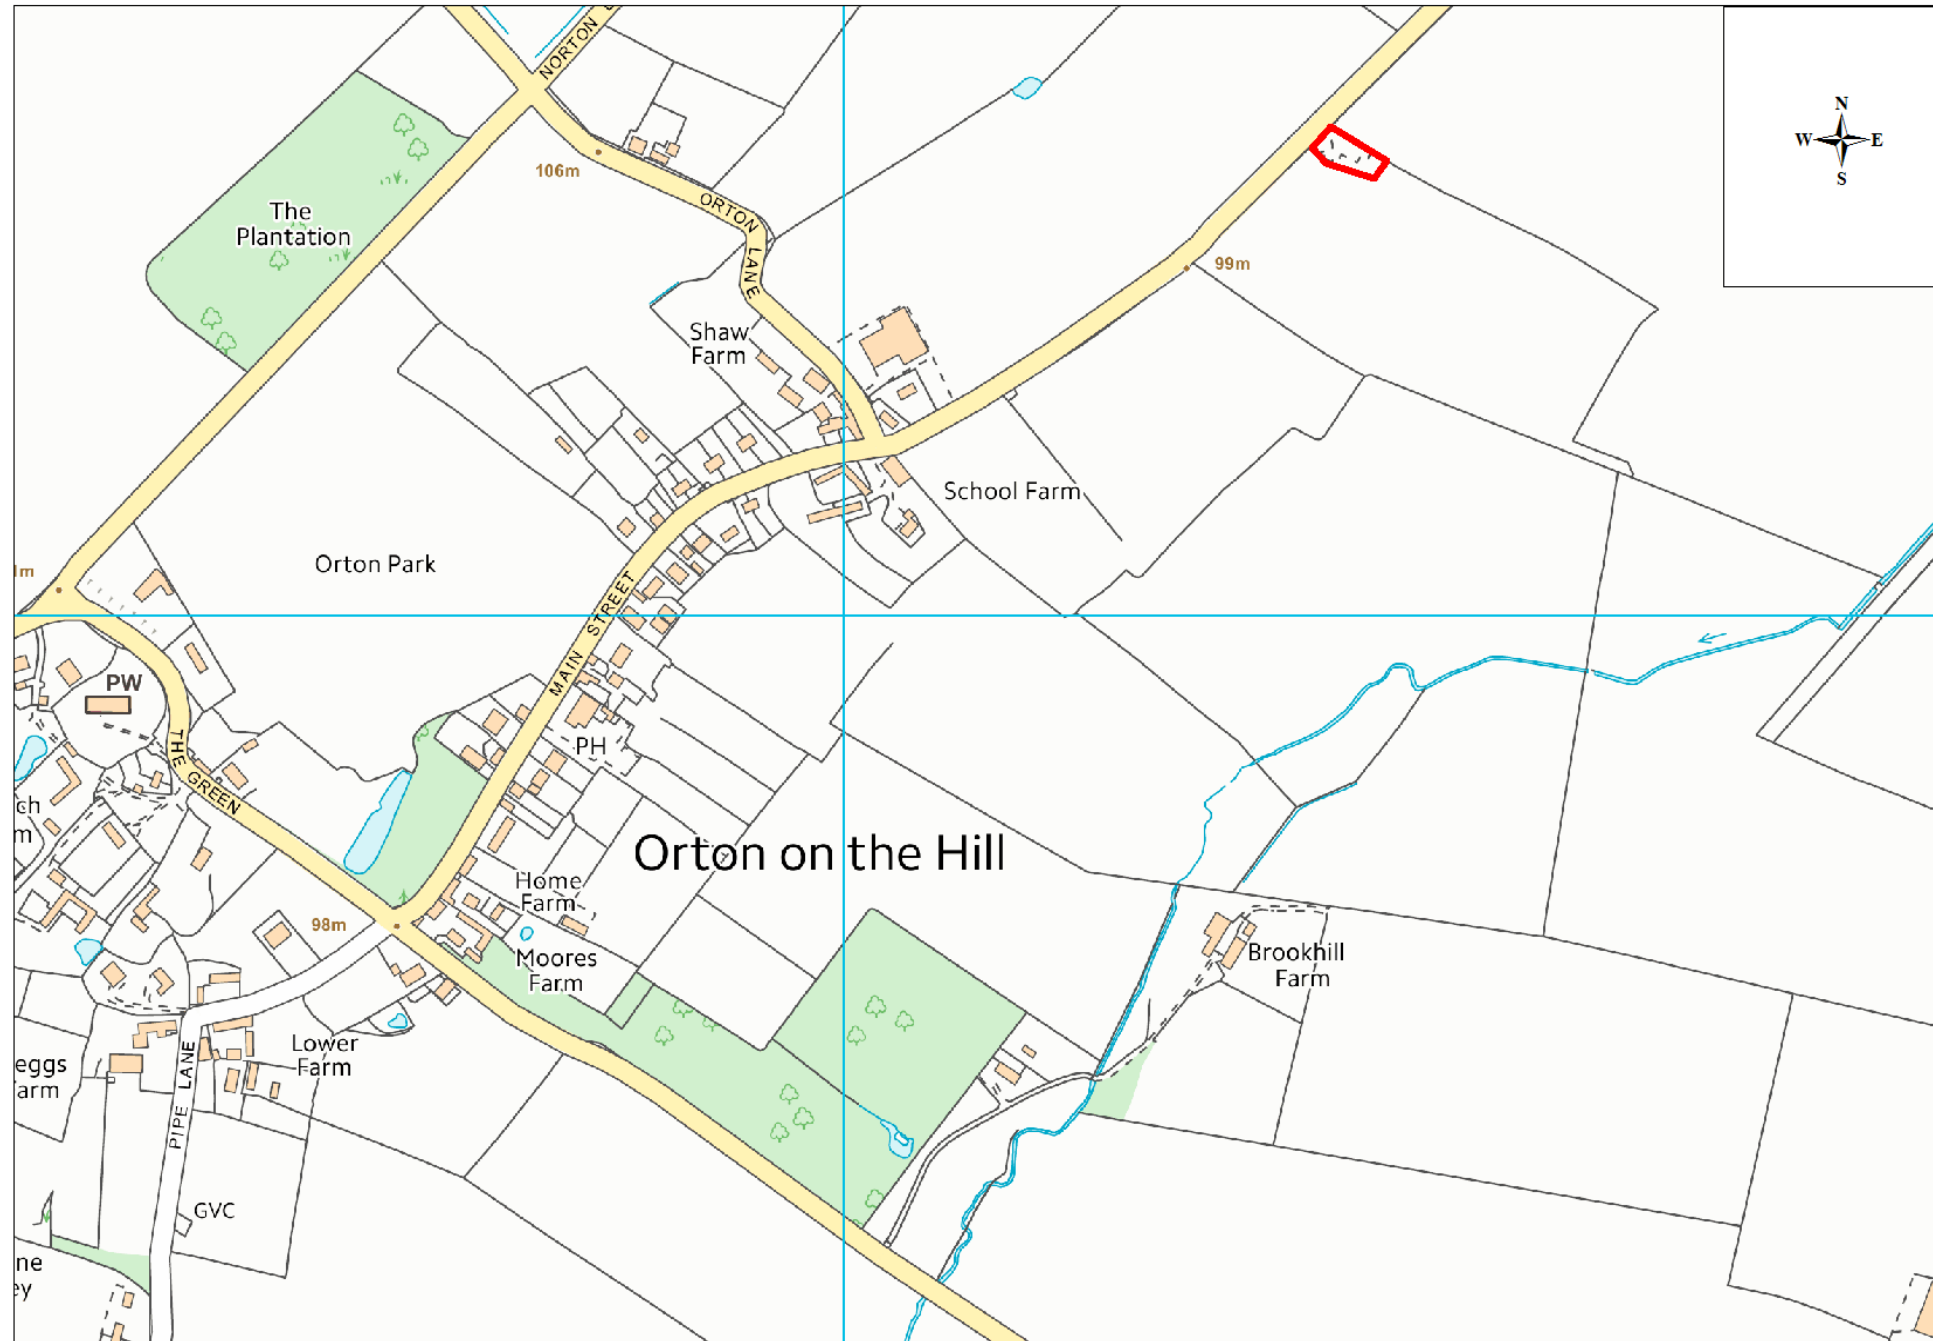 NORTON
N
W E
S
106m
ORTON
LANE
The
Plantation
99m
Shaw
Farm
School Farm
Orton Park
MAIN STREET
PW
THE GREEN
PH
Orton on the Hill
Home
Farm
98m
Moores
Farm
Brookhill
Farm
Lower
Farm
PIPE LANE
GVC